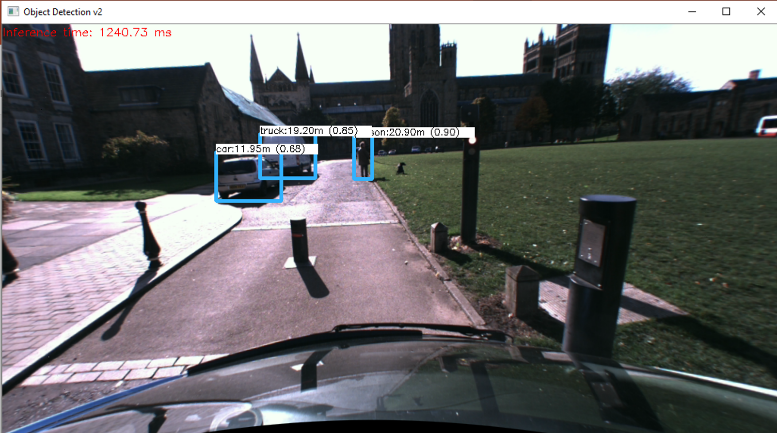 Object Detection v2
Inference time: 1240.73 ms
truck:19.20m (0.85)
son:20.90m (0.90)
car:11.95m (0.68)